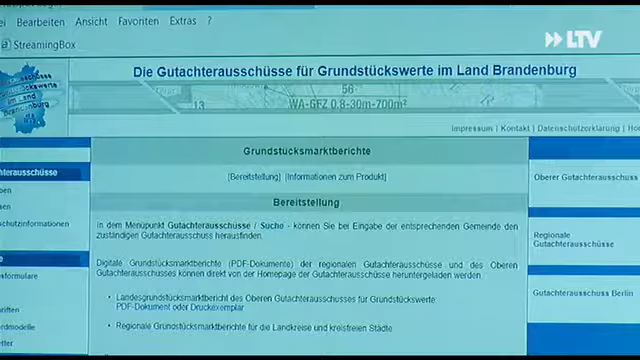 Bearbeiten Ansicht Favoriten Extras ?
StreamingBox
LTV
Die Gutachterausschüsse für Grundstückswerte im Land Brandenburg
56
13
WA-GFZ 0.8-30m-700m²
Impressum | Kontakt | Datenschutzerklärung |
Grundstücksmarktberichte
[Bereitstellung] [Informationen zum Produkt]
Bereitstellung
In dem Menüpunkt Gutachterausschüsse / Suche - können Sie bei Eingabe der entsprechenden Gemeinde den
zuständigen Gutachterausschuss herausfinden.
Digitale Grundstücksmarktberichte (PDF-Dokumente) der regionalen Gutachterausschüsse und des Oberen
Gutachterausschusses können direkt von der Homepage der Gutachterausschüsse heruntergeladen werden.
• Landesgrundstücksmarktbericht des Oberen Gutachterausschusses für Grundstückswerte
PDF-Dokument oder Druckexemplar
• Regionale Grundstücksmarktberichte für die Landkreise und kreisfreien Städte
Oberer Gutachterausschuss
Regionale
Gutachterausschüsse
Gutachterausschuss Berlin